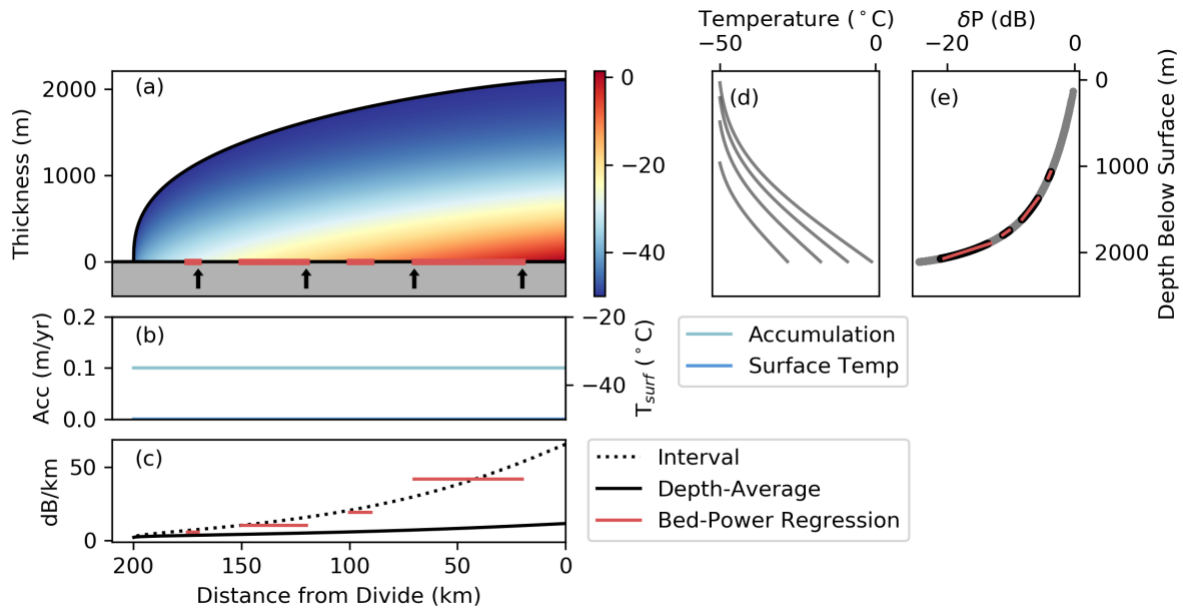 Temperature (°C)
−50 0
δP (dB)
−20 0
(a)
Thickness (m)
2000
1000
0
0
−20
−40
(d)
(e)
0
1000
2000
Depth Below Surface (m)
(b)
Acc (m/yr)
0.2
0.1
0.0
−20
−40
T_surf (°C)
Accumulation
Surface Temp
(c)
dB/km
50
0
200 150 100 50 0
Distance from Divide (km)
Interval
Depth-Average
Bed-Power Regression